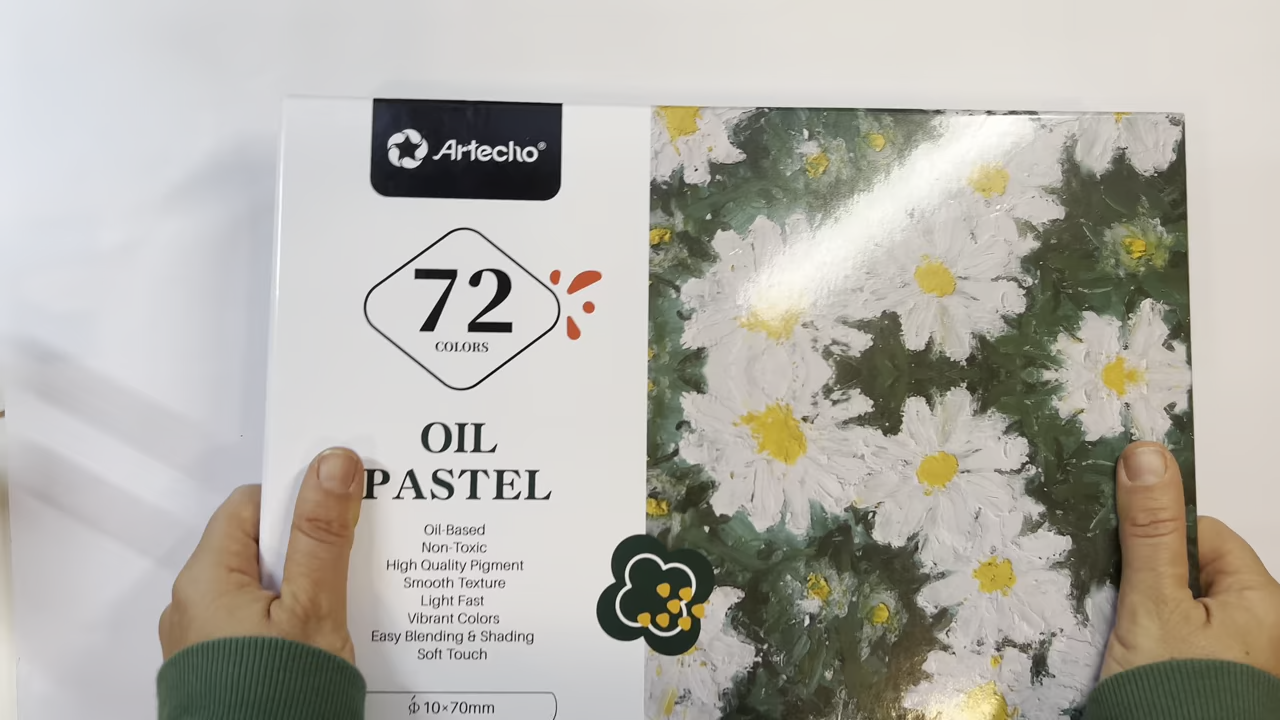 Artecho®
72
COLORS
OIL
PASTEL
Oil-Based
Non-Toxic
High Quality Pigment
Smooth Texture
Light Fast
Vibrant Colors
Easy Blending & Shading
Soft Touch
ϕ 10×70mm